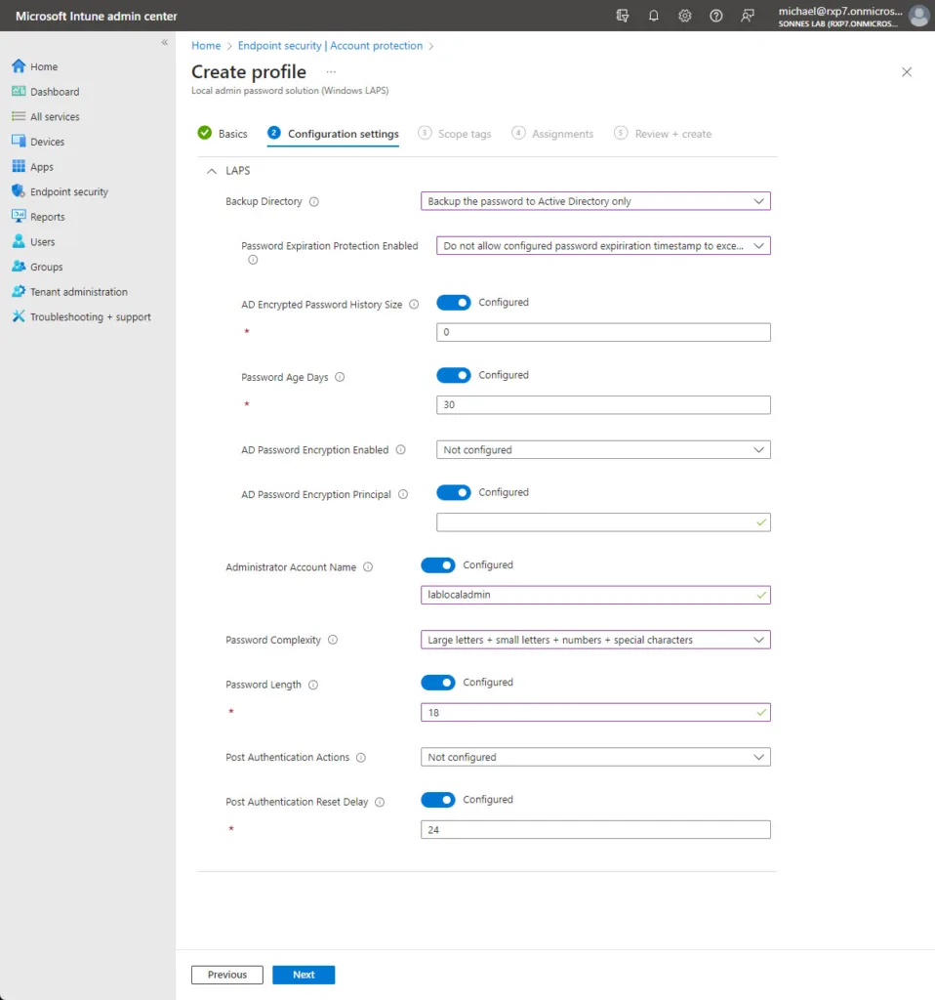 Microsoft Intune admin center
michael@rxp7.onmicros...
SONNES LAB (RXP7.ONMICROS...
«
Home
Dashboard
All services
Devices
Apps
Endpoint security
Reports
Users
Groups
Tenant administration
Troubleshooting + support
Home > Endpoint security | Account protection >
Create profile ...
Local admin password solution (Windows LAPS)
Basics
2 Configuration settings
3 Scope tags
4 Assignments
5 Review + create
LAPS
Backup Directory
Backup the password to Active Directory only
Password Expiration Protection Enabled
Do not allow configured password expriration timestamp to exce...
AD Encrypted Password History Size
Configured
*
0
Password Age Days
Configured
*
30
AD Password Encryption Enabled
Not configured
AD Password Encryption Principal
Configured
Administrator Account Name
Configured
lablocaladmin
Password Complexity
Large letters + small letters + numbers + special characters
Password Length
Configured
*
18
Post Authentication Actions
Not configured
Post Authentication Reset Delay
Configured
*
24
Previous
Next